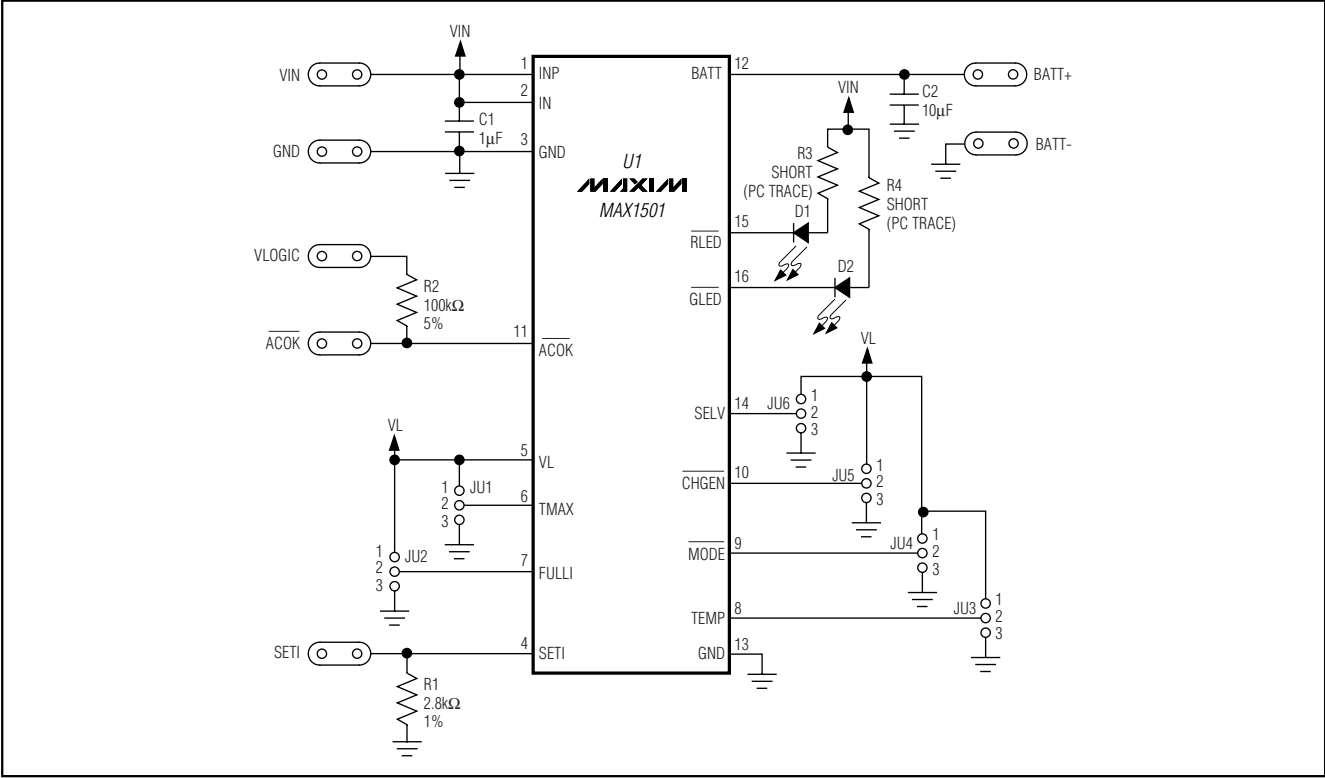 VIN
VIN
1
INP
2
IN
C1
1µF
GND
3
GND
U1
MAXIM
MAX1501
VLOGIC
R2
100kΩ
5%
ACOK
11
ACOK
VL
5
VL
1
2
3
JU1
6
TMAX
1
2
3
JU2
7
FULLI
SETI
4
SETI
R1
2.8kΩ
1%
BATT
12
C2
10µF
BATT+
BATT-
VIN
R3
SHORT
(PC TRACE)
R4
SHORT
(PC TRACE)
D1
15
RLED
D2
16
GLED
VL
SELV
14
JU6
1
2
3
CHGEN
10
JU5
1
2
3
MODE
9
JU4
1
2
3
TEMP
8
JU3
1
2
3
GND
13